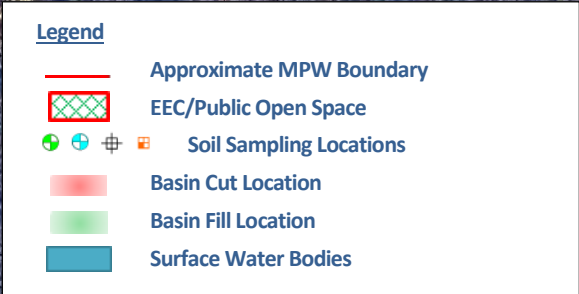 Legend
Approximate MPW Boundary
EEC/Public Open Space
Soil Sampling Locations
Basin Cut Location
Basin Fill Location
Surface Water Bodies